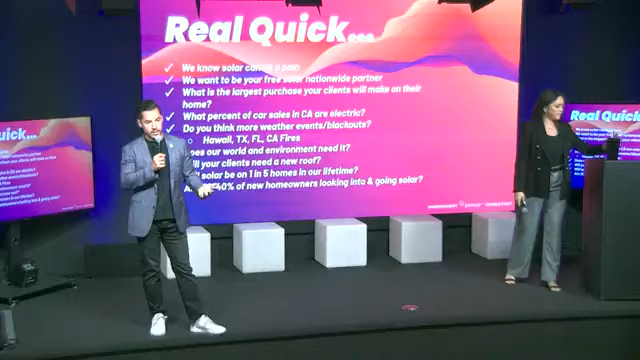 Real Quick...
✓ We know solar can be a pain
✓ We want to be your free solar nationwide partner
✓ What is the largest purchase your clients will make on their
home?
✓ What percent of car sales in CA are electric?
✓ Do you think more weather events/blackouts?
○ Hawaii, TX, FL, CA Fires
our world and environment need it?
your clients need a new roof?
solar be on 1 in 5 homes in our lifetime?
40% of new homeowners looking into & going solar?
INDEPENDENT
CONSULTANT
Quick...
Real Quick...